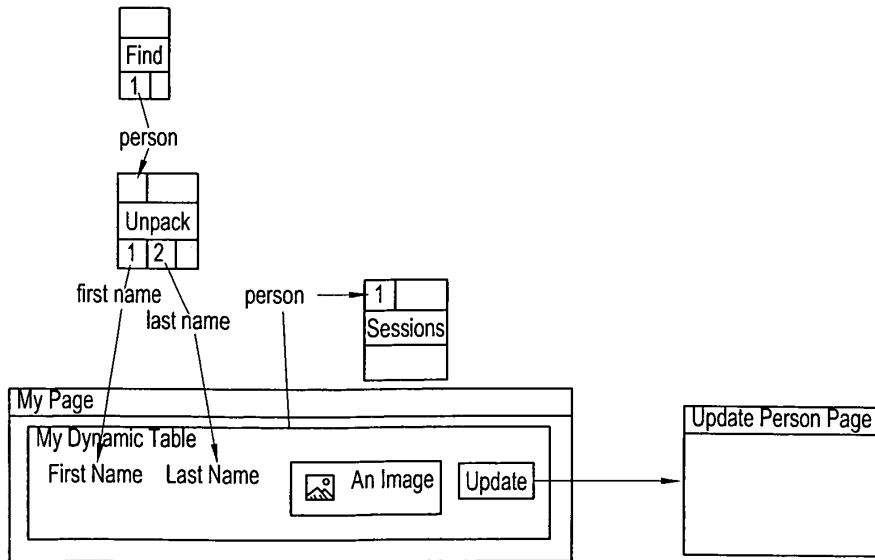 Find
1
person
Unpack
1 2
first name
last name
person
1
Sessions
My Page
My Dynamic Table
First Name
Last Name
An Image
Update
Update Person Page